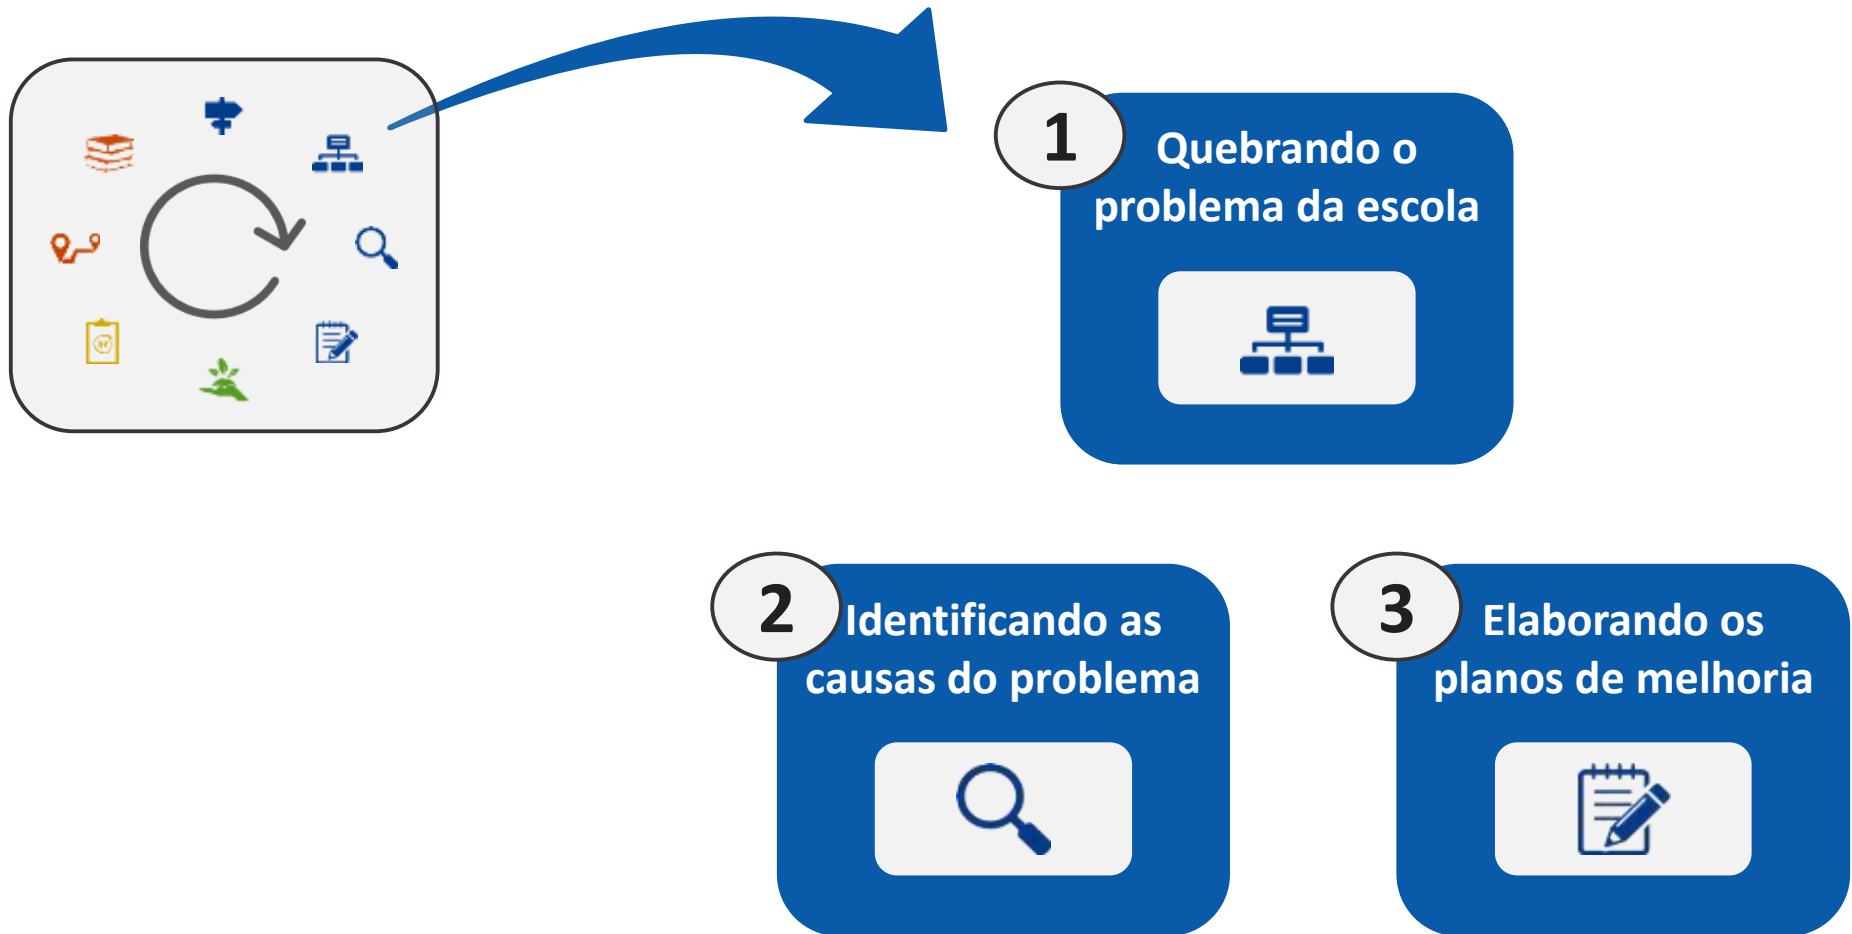 1
Quebrando o
problema da escola
2
Identificando as
causas do problema
3
Elaborando os
planos de melhoria